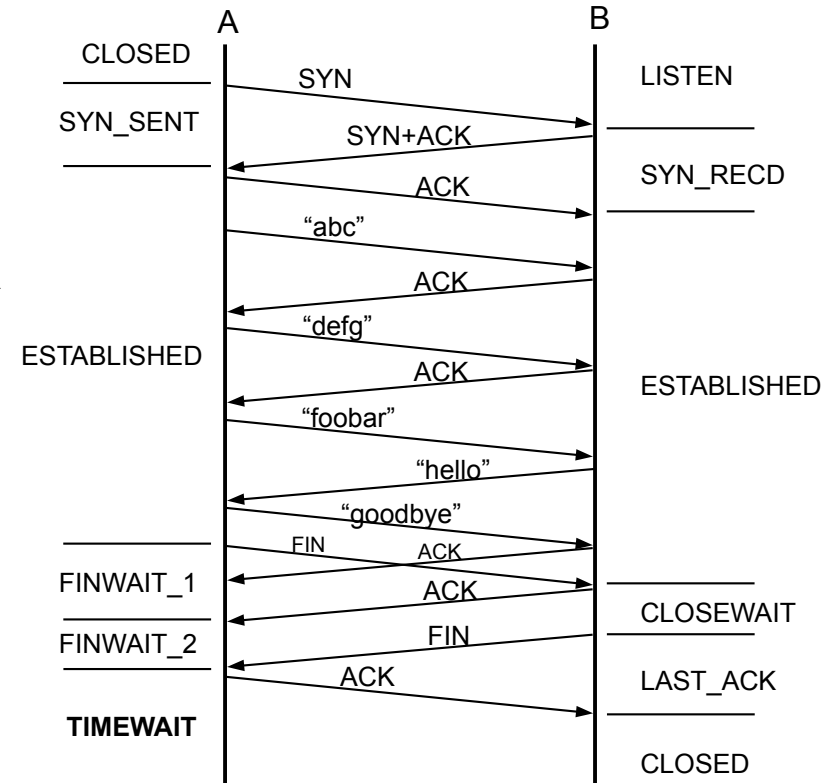 A
B
CLOSED
SYN
LISTEN
SYN_SENT
SYN+ACK
ACK
SYN_RECD
“abc”
ACK
“defg”
ESTABLISHED
ACK
ESTABLISHED
“foobar”
“hello”
“goodbye”
FIN
ACK
FINWAIT_1
ACK
CLOSEWAIT
FINWAIT_2
FIN
ACK
LAST_ACK
TIMEWAIT
CLOSED